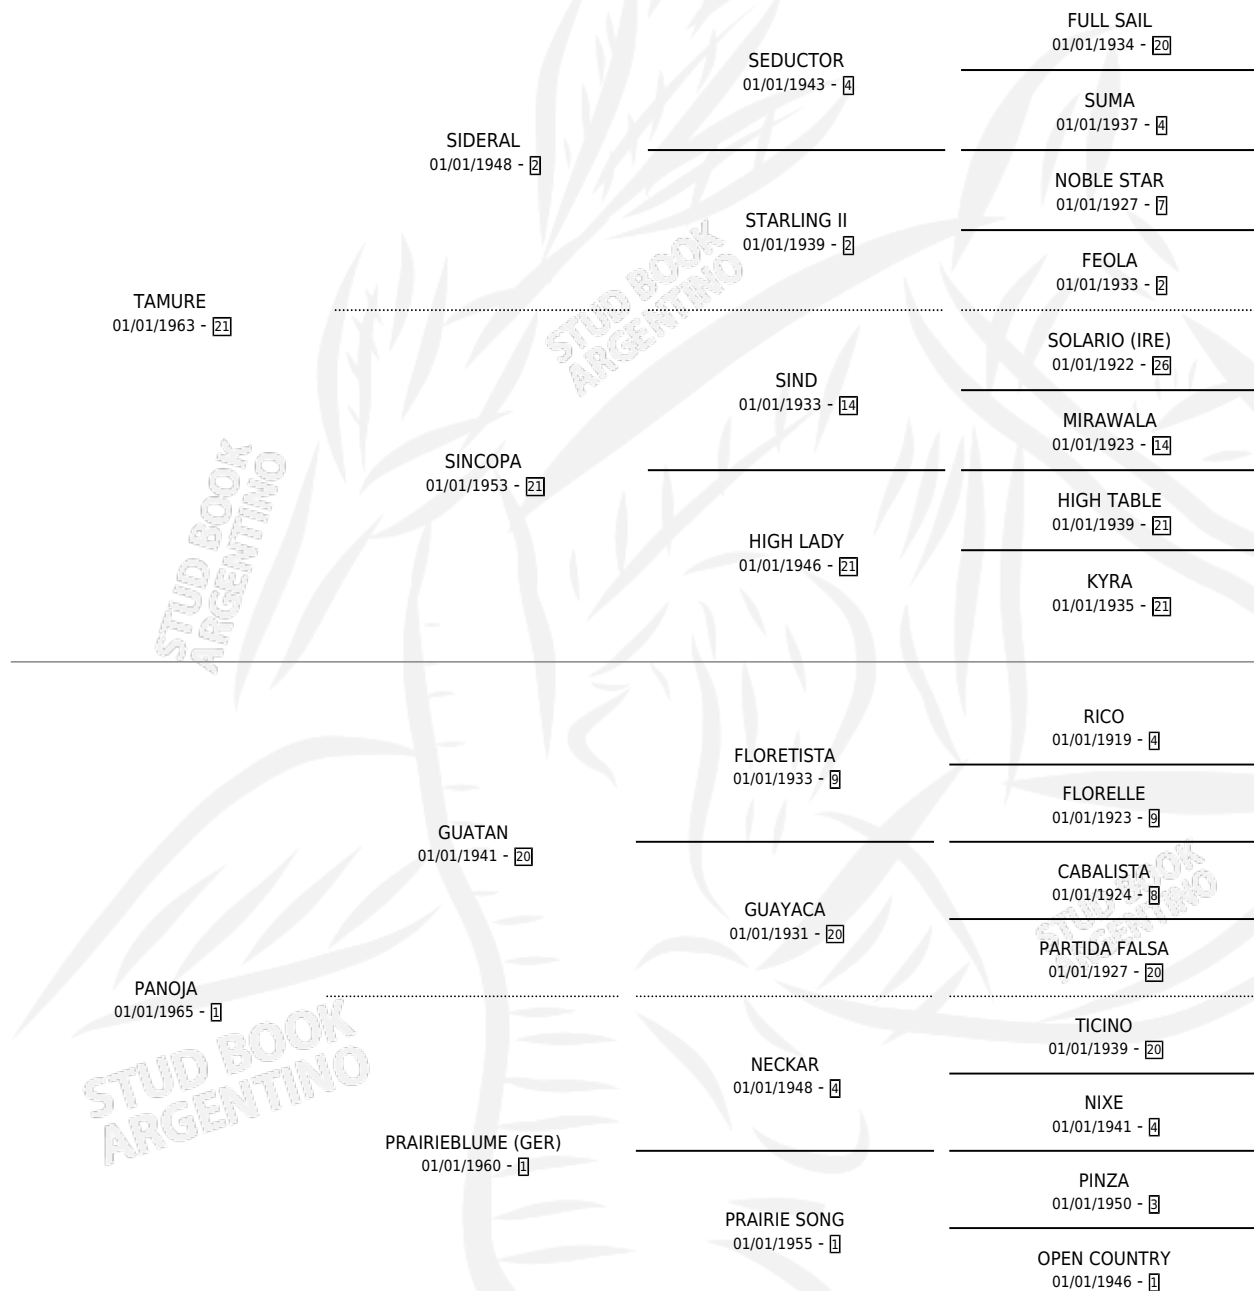 FULL SAIL
01/01/1934 - 20
SEDUCTOR
01/01/1943 - 4
SUMA
01/01/1937 - 4
SIDERAL
01/01/1948 - 2
NOBLE STAR
01/01/1927 - 7
STARLING II
01/01/1939 - 2
FEOLA
01/01/1933 - 2
TAMURE
01/01/1963 - 21
SOLARIO (IRE)
01/01/1922 - 26
SIND
01/01/1933 - 14
MIRAWALA
01/01/1923 - 14
SINCOPA
01/01/1953 - 21
HIGH TABLE
01/01/1939 - 21
HIGH LADY
01/01/1946 - 21
KYRA
01/01/1935 - 21
RICO
01/01/1919 - 4
FLORETISTA
01/01/1933 - 9
FLORELLE
01/01/1923 - 9
GUATAN
01/01/1941 - 20
CABALISTA
01/01/1924 - 8
GUAYACA
01/01/1931 - 20
PARTIDA FALSA
01/01/1927 - 20
PANOJA
01/01/1965 - 1
TICINO
01/01/1939 - 20
NECKAR
01/01/1948 - 4
NIXE
01/01/1941 - 4
PRAIRIEBLUME (GER)
01/01/1960 - 1
PINZA
01/01/1950 - 3
PRAIRIE SONG
01/01/1955 - 1
OPEN COUNTRY
01/01/1946 - 1
STUD BOOK
ARGENTINO
STUD BOOK
ARGENTINO
STUD BOOK
ARGENTINO
STUD BOOK
ARGENTINO